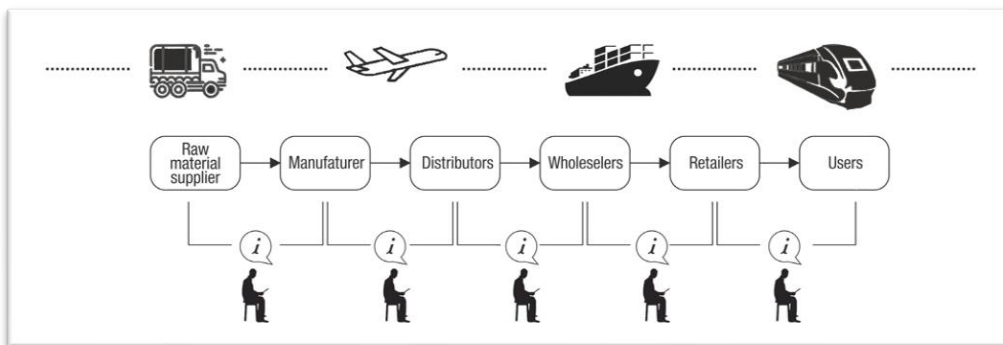 Raw
material
supplier
Manufaturer
Distributors
Wholeselers
Retailers
Users
i
i
i
i
i